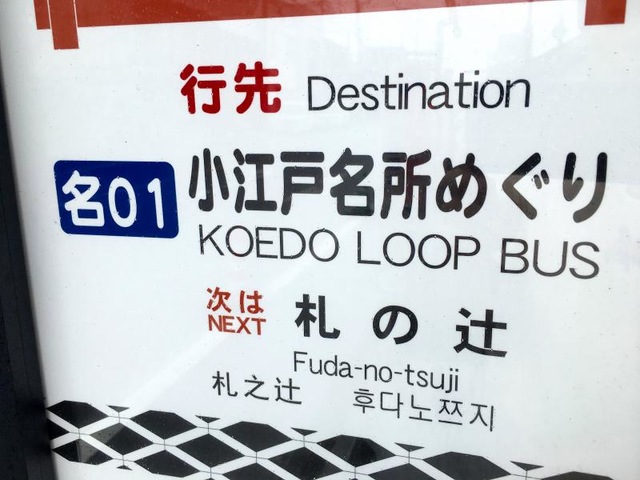 行先 Destination
名01 小江戸名所めぐり
KOEDO LOOP BUS
次は
NEXT
札の辻
Fuda-no-tsuji
札之辻 후다노쯔지